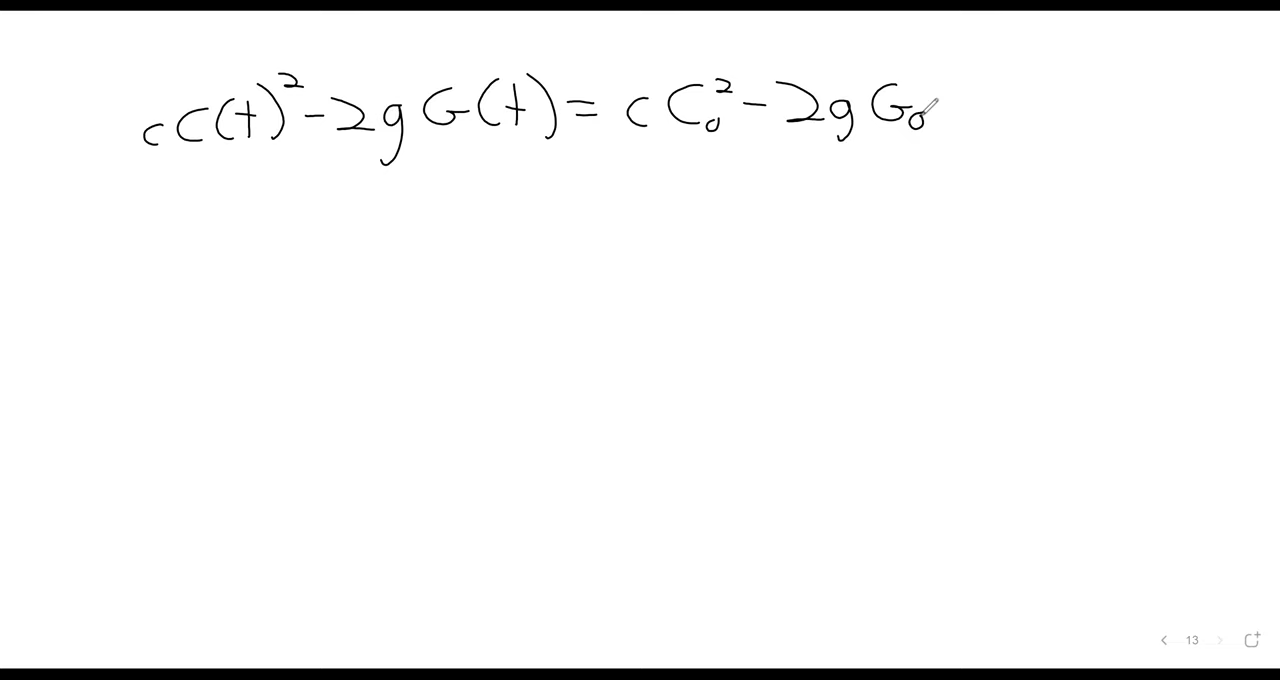 cC(t)² - 2gG(t) = cC₀² - 2gG₀
13